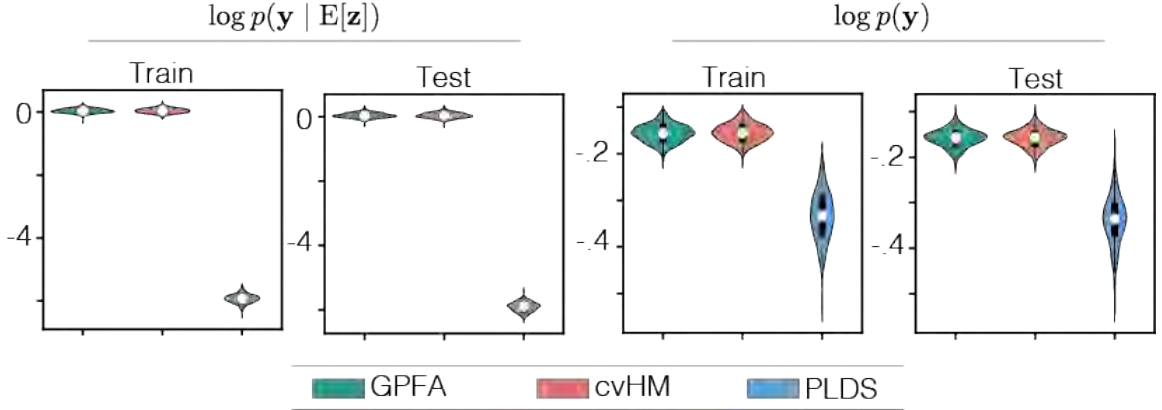 log p(y | E[z])
log p(y)
Train
Test
Train
Test
0
-4
0
-4
-.2
-.4
-.2
-.4
GPFA
cvHM
PLDS